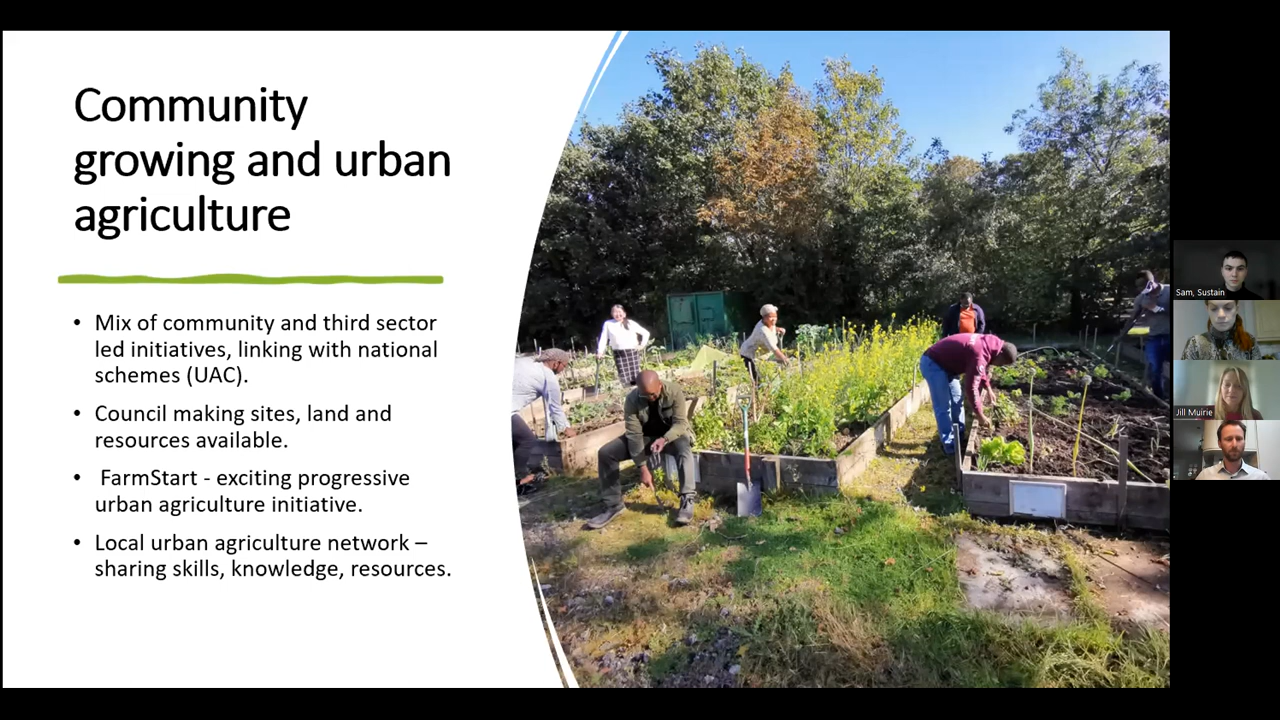 Community
growing and urban
agriculture
• Mix of community and third sector
led initiatives, linking with national
schemes (UAC).
• Council making sites, land and
resources available.
• FarmStart - exciting progressive
urban agriculture initiative.
• Local urban agriculture network –
sharing skills, knowledge, resources.
Sam, Sustain
Jill Muirie